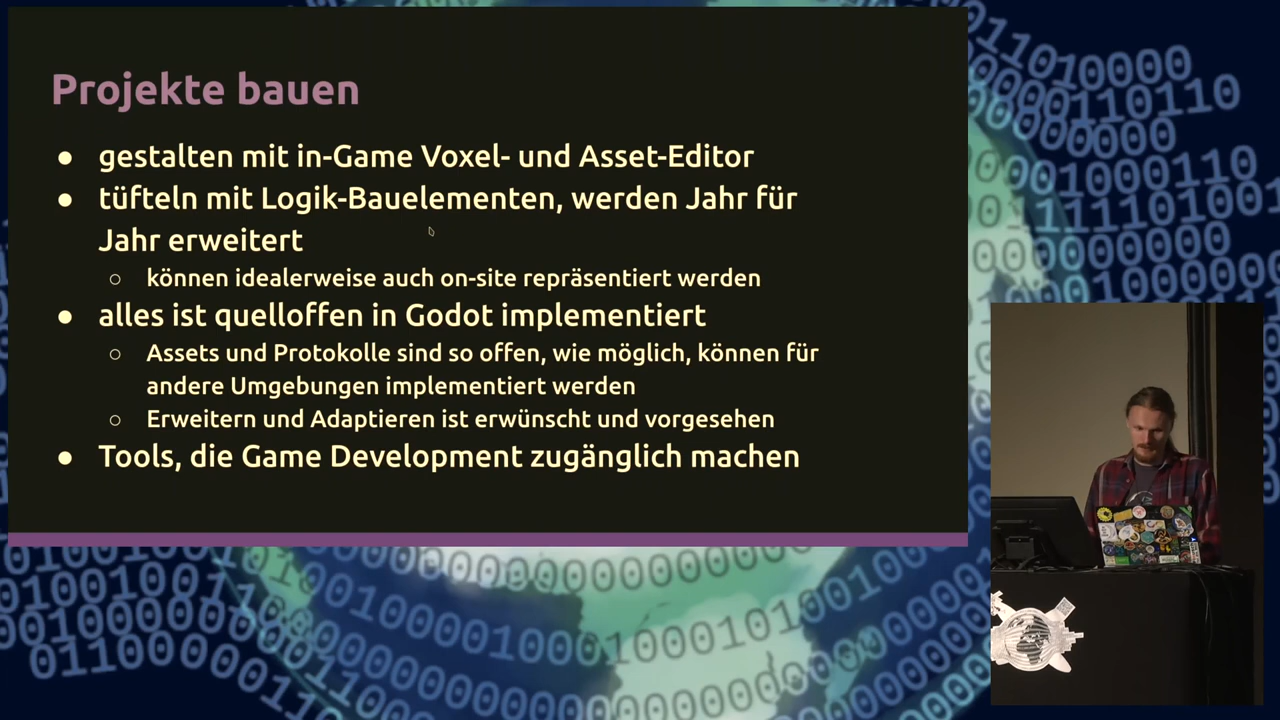 Projekte bauen
● gestalten mit in-Game Voxel- und Asset-Editor
● tüfteln mit Logik-Bauelementen, werden Jahr für
Jahr erweitert
○ können idealerweise auch on-site repräsentiert werden
● alles ist quelloffen in Godot implementiert
○ Assets und Protokolle sind so offen, wie möglich, können für
andere Umgebungen implementiert werden
○ Erweitern und Adaptieren ist erwünscht und vorgesehen
● Tools, die Game Development zugänglich machen